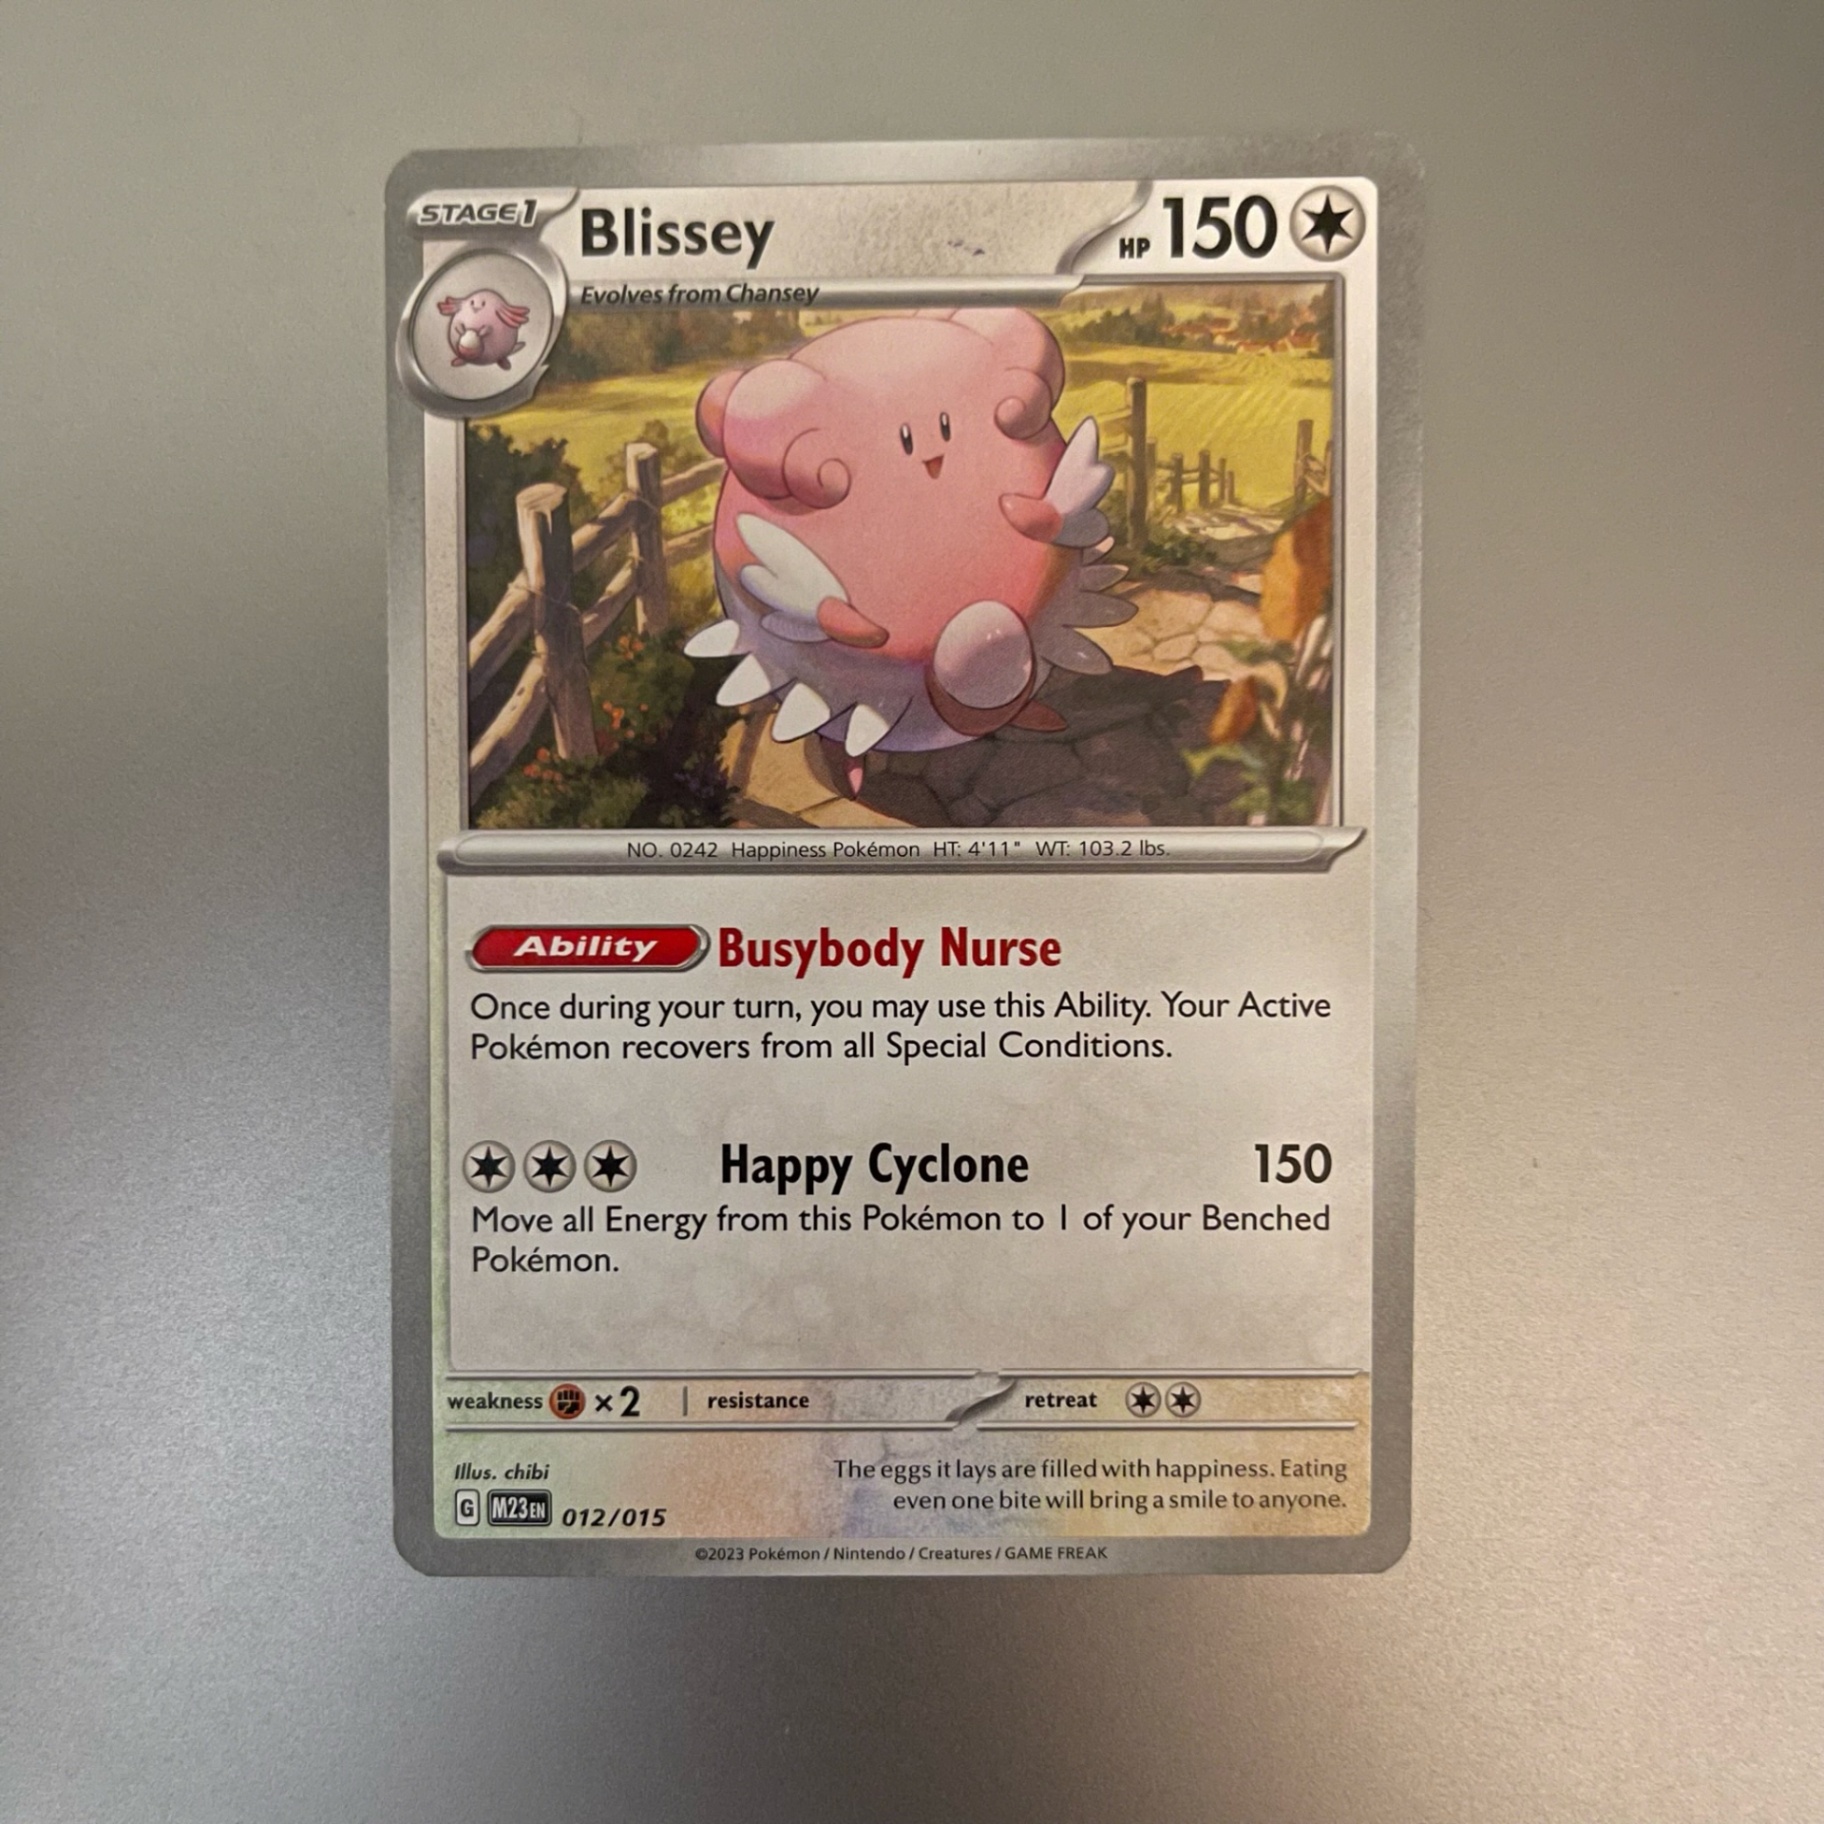 STAGE1
Blissey
HP 150
Evolves from Chansey
NO. 0242 Happiness Pokémon HT: 4'11" WT: 103.2 lbs.
Ability Busybody Nurse
Once during your turn, you may use this Ability. Your Active
Pokémon recovers from all Special Conditions.
Happy Cyclone 150
Move all Energy from this Pokémon to 1 of your Benched
Pokémon.
weakness ×2 | resistance retreat
Illus. chibi
The eggs it lays are filled with happiness. Eating
even one bite will bring a smile to anyone.
G M23 EN 012/015
©2023 Pokémon / Nintendo / Creatures / GAME FREAK